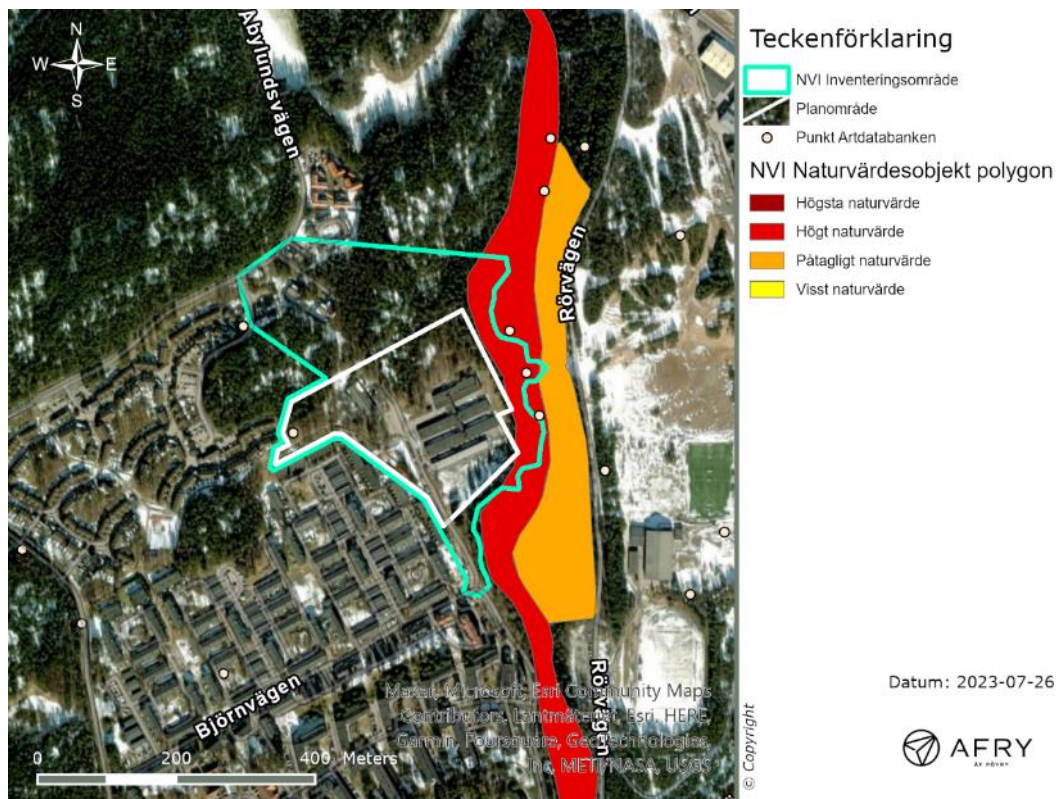 N
W E
S
Åbylundsvägen
Rörvägen
Björnvägen
Rörvägen
0 200 400 Meters
Maxar, Microsoft, Esri Community Maps
Contributors, Lantmäteriet, Esri, HERE,
Garmin, Foursquare, GeoTechnologies,
Inc, METI/NASA, USGS
© Copyright
Teckenförklaring
NVI Inventeringsområde
Planområde
Punkt Artdatabanken
NVI Naturvärdesobjekt polygon
Högsta naturvärde
Högt naturvärde
Påtagligt naturvärde
Visst naturvärde
Datum: 2023-07-26
AFRY
ÅF PÖYRY